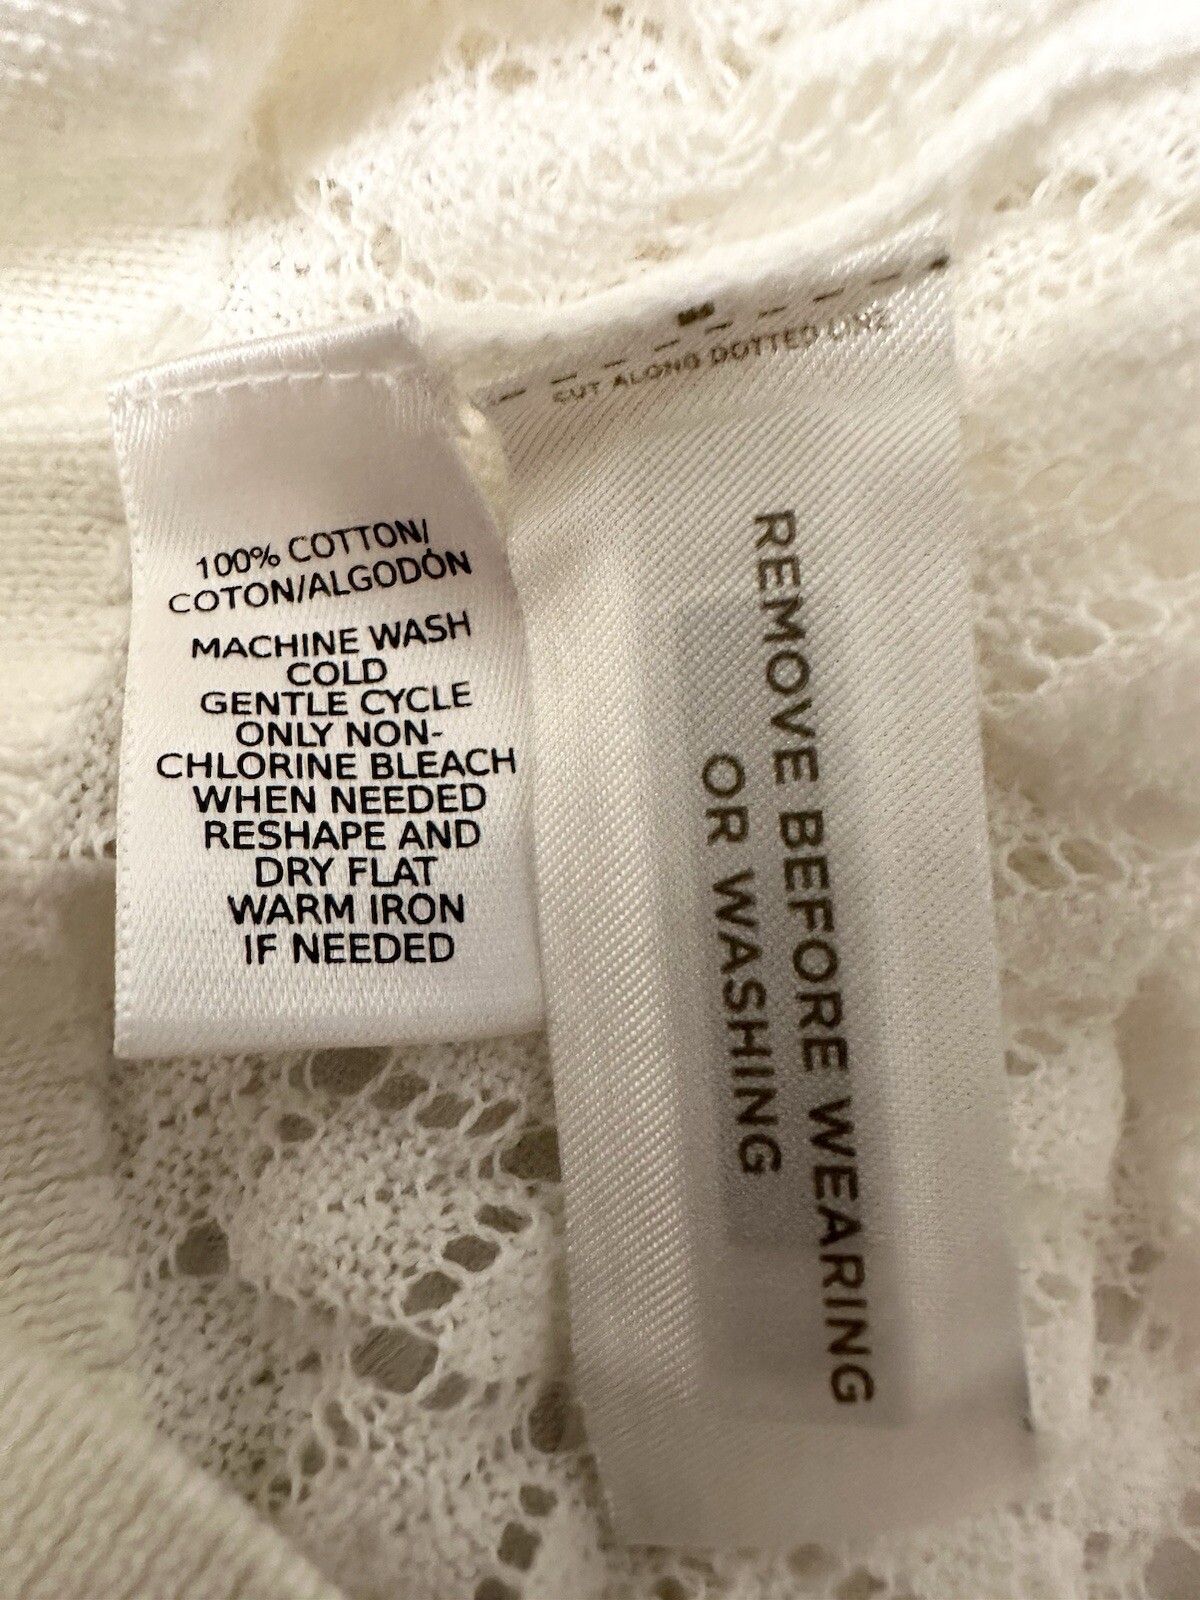 100% COTTON/
COTON/ALGODÓN
MACHINE WASH
COLD
GENTLE CYCLE
ONLY NON-
CHLORINE BLEACH
WHEN NEEDED
RESHAPE AND
DRY FLAT
WARM IRON
IF NEEDED
CUT ALONG DOTTED LINE
REMOVE BEFORE WEARING
OR WASHING